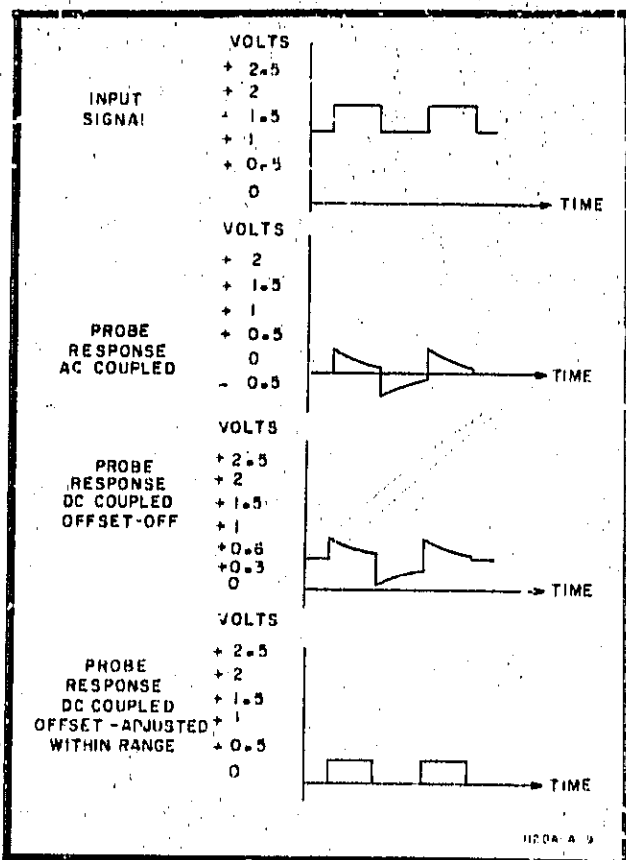 VOLTS
+ 2.5
+ 2
INPUT
SIGNAL
- 1.5
+ 1
+ 0.5
0
TIME
VOLTS
+ 2
+ 1.5
+ 1
PROBE
RESPONSE
AC COUPLED
+ 0.5
0
- 0.5
TIME
VOLTS
PROBE
RESPONSE
DC COUPLED
OFFSET-OFF
+ 2.5
+ 2
+ 1.5
+ 1
+0.6
+0.3
0
TIME
VOLTS
PROBE
RESPONSE
DC COUPLED
OFFSET-ADJUSTED
WITHIN RANGE
+ 2.5
+ 2
+ 1.5
+ 1
+ 0.5
0
TIME
1120A-A-9